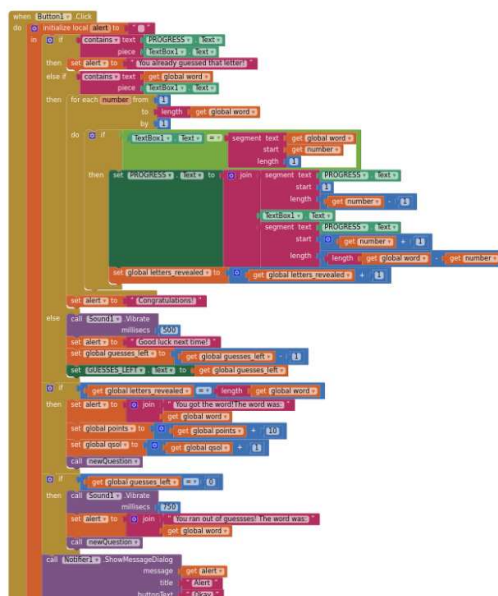 when Button1 .Click
do initialize local alert to " "
in if contains text PROGRESS . Text
piece TextBox1 . Text
then set alert to " You already guessed that letter! "
else if contains text get global word
piece TextBox1 . Text
then for each number from 1
to length get global word
by 1
do if TextBox1 . Text = segment text get global word
start get number
length 1
then set PROGRESS . Text to join segment text PROGRESS . Text
start 1
length get number - 1
TextBox1 . Text
segment text PROGRESS . Text
start get number + 1
length length get global word - get number
set global letters_revealed to get global letters_revealed + 1
set alert to " Congratulations! "
else call Sound1 .Vibrate
millisecs 500
set alert to " Good luck next time! "
set global guesses_left to get global guesses_left - 1
set GUESSES_LEFT . Text to get global guesses_left
if get global letters_revealed = length get global word
then set alert to join " You got the word!The word was: "
get global word
set global points to get global points + 10
set global qsol to get global qsol + 1
call newQuestion
if get global guesses_left = 0
then call Sound1 .Vibrate
millisecs 750
set alert to join " You ran out of guessses! The word was: "
get global word
call newQuestion
call Notifier1 .ShowMessageDialog
message get alert
title " Alert "
buttonText " Okay "